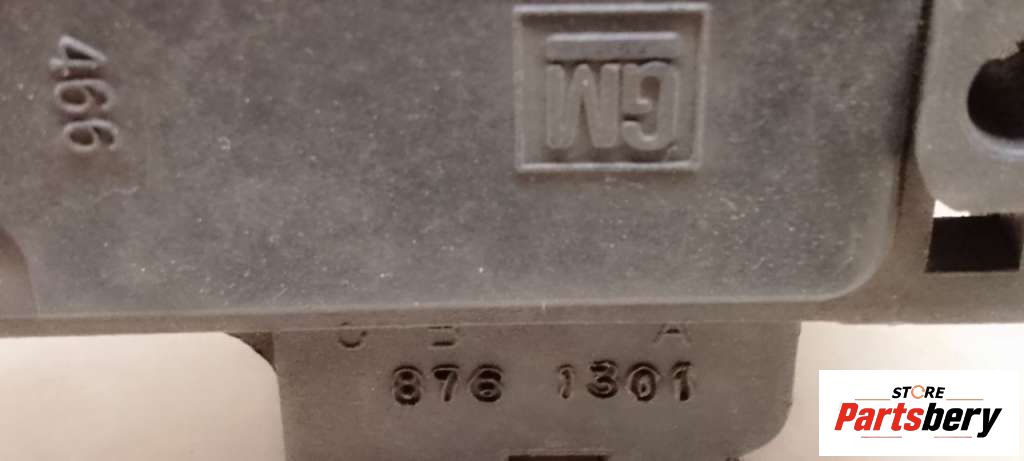 466
GM
C B A
876 1301
STORE
Partsbery